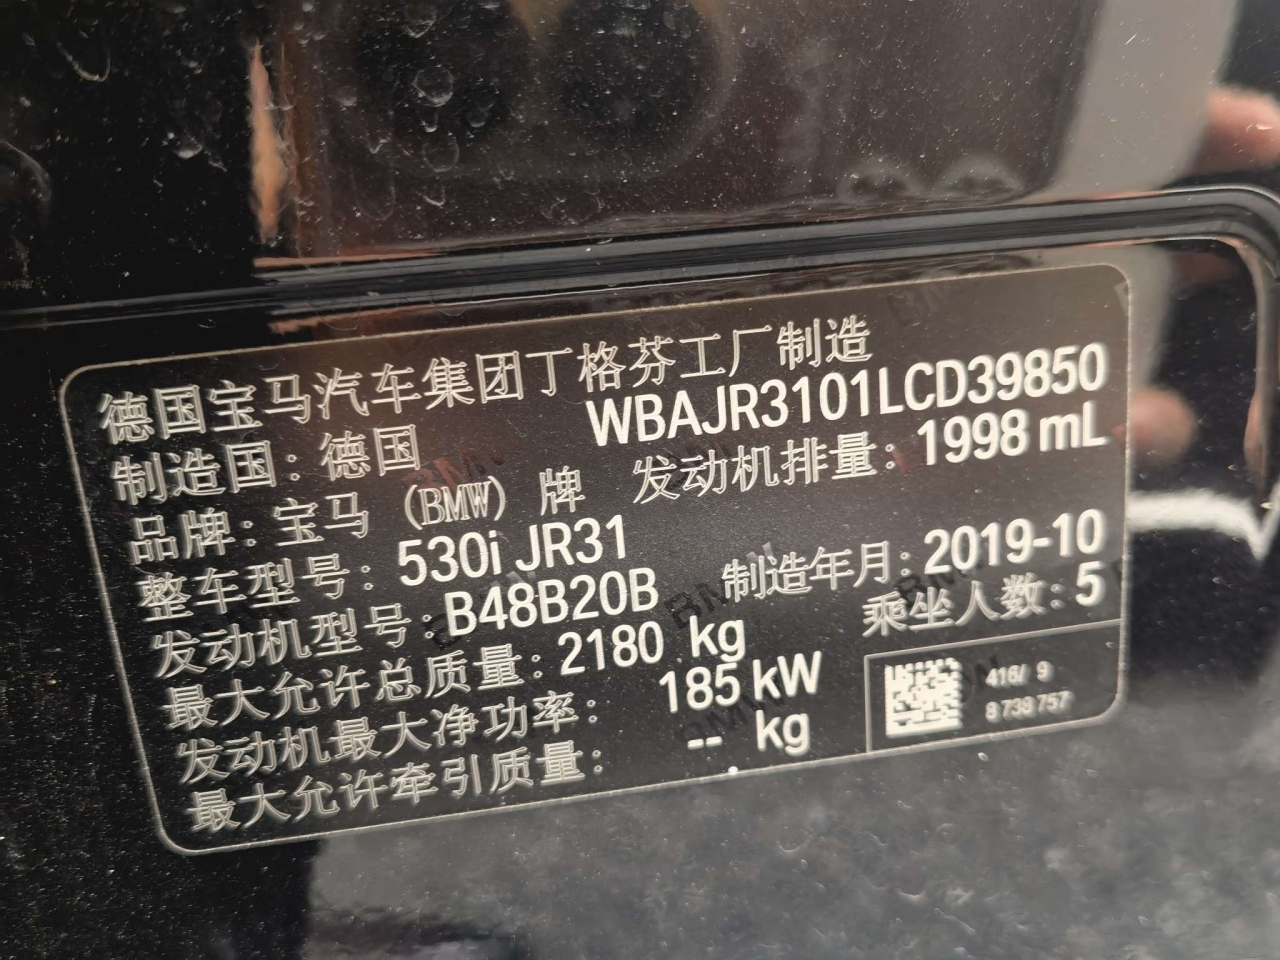 德国宝马汽车集团丁格芬工厂制造
制造国：德国 WBAJR3101LCD39850
品牌：宝马（BMW）牌 发动机排量：1998 mL
整车型号：530i JR31
发动机型号：B48B20B 制造年月：2019-10
最大允许总质量：2180 kg 乘坐人数：5
发动机最大净功率：185 kW
最大允许牵引质量：-- kg
416/ 9
8 738 757